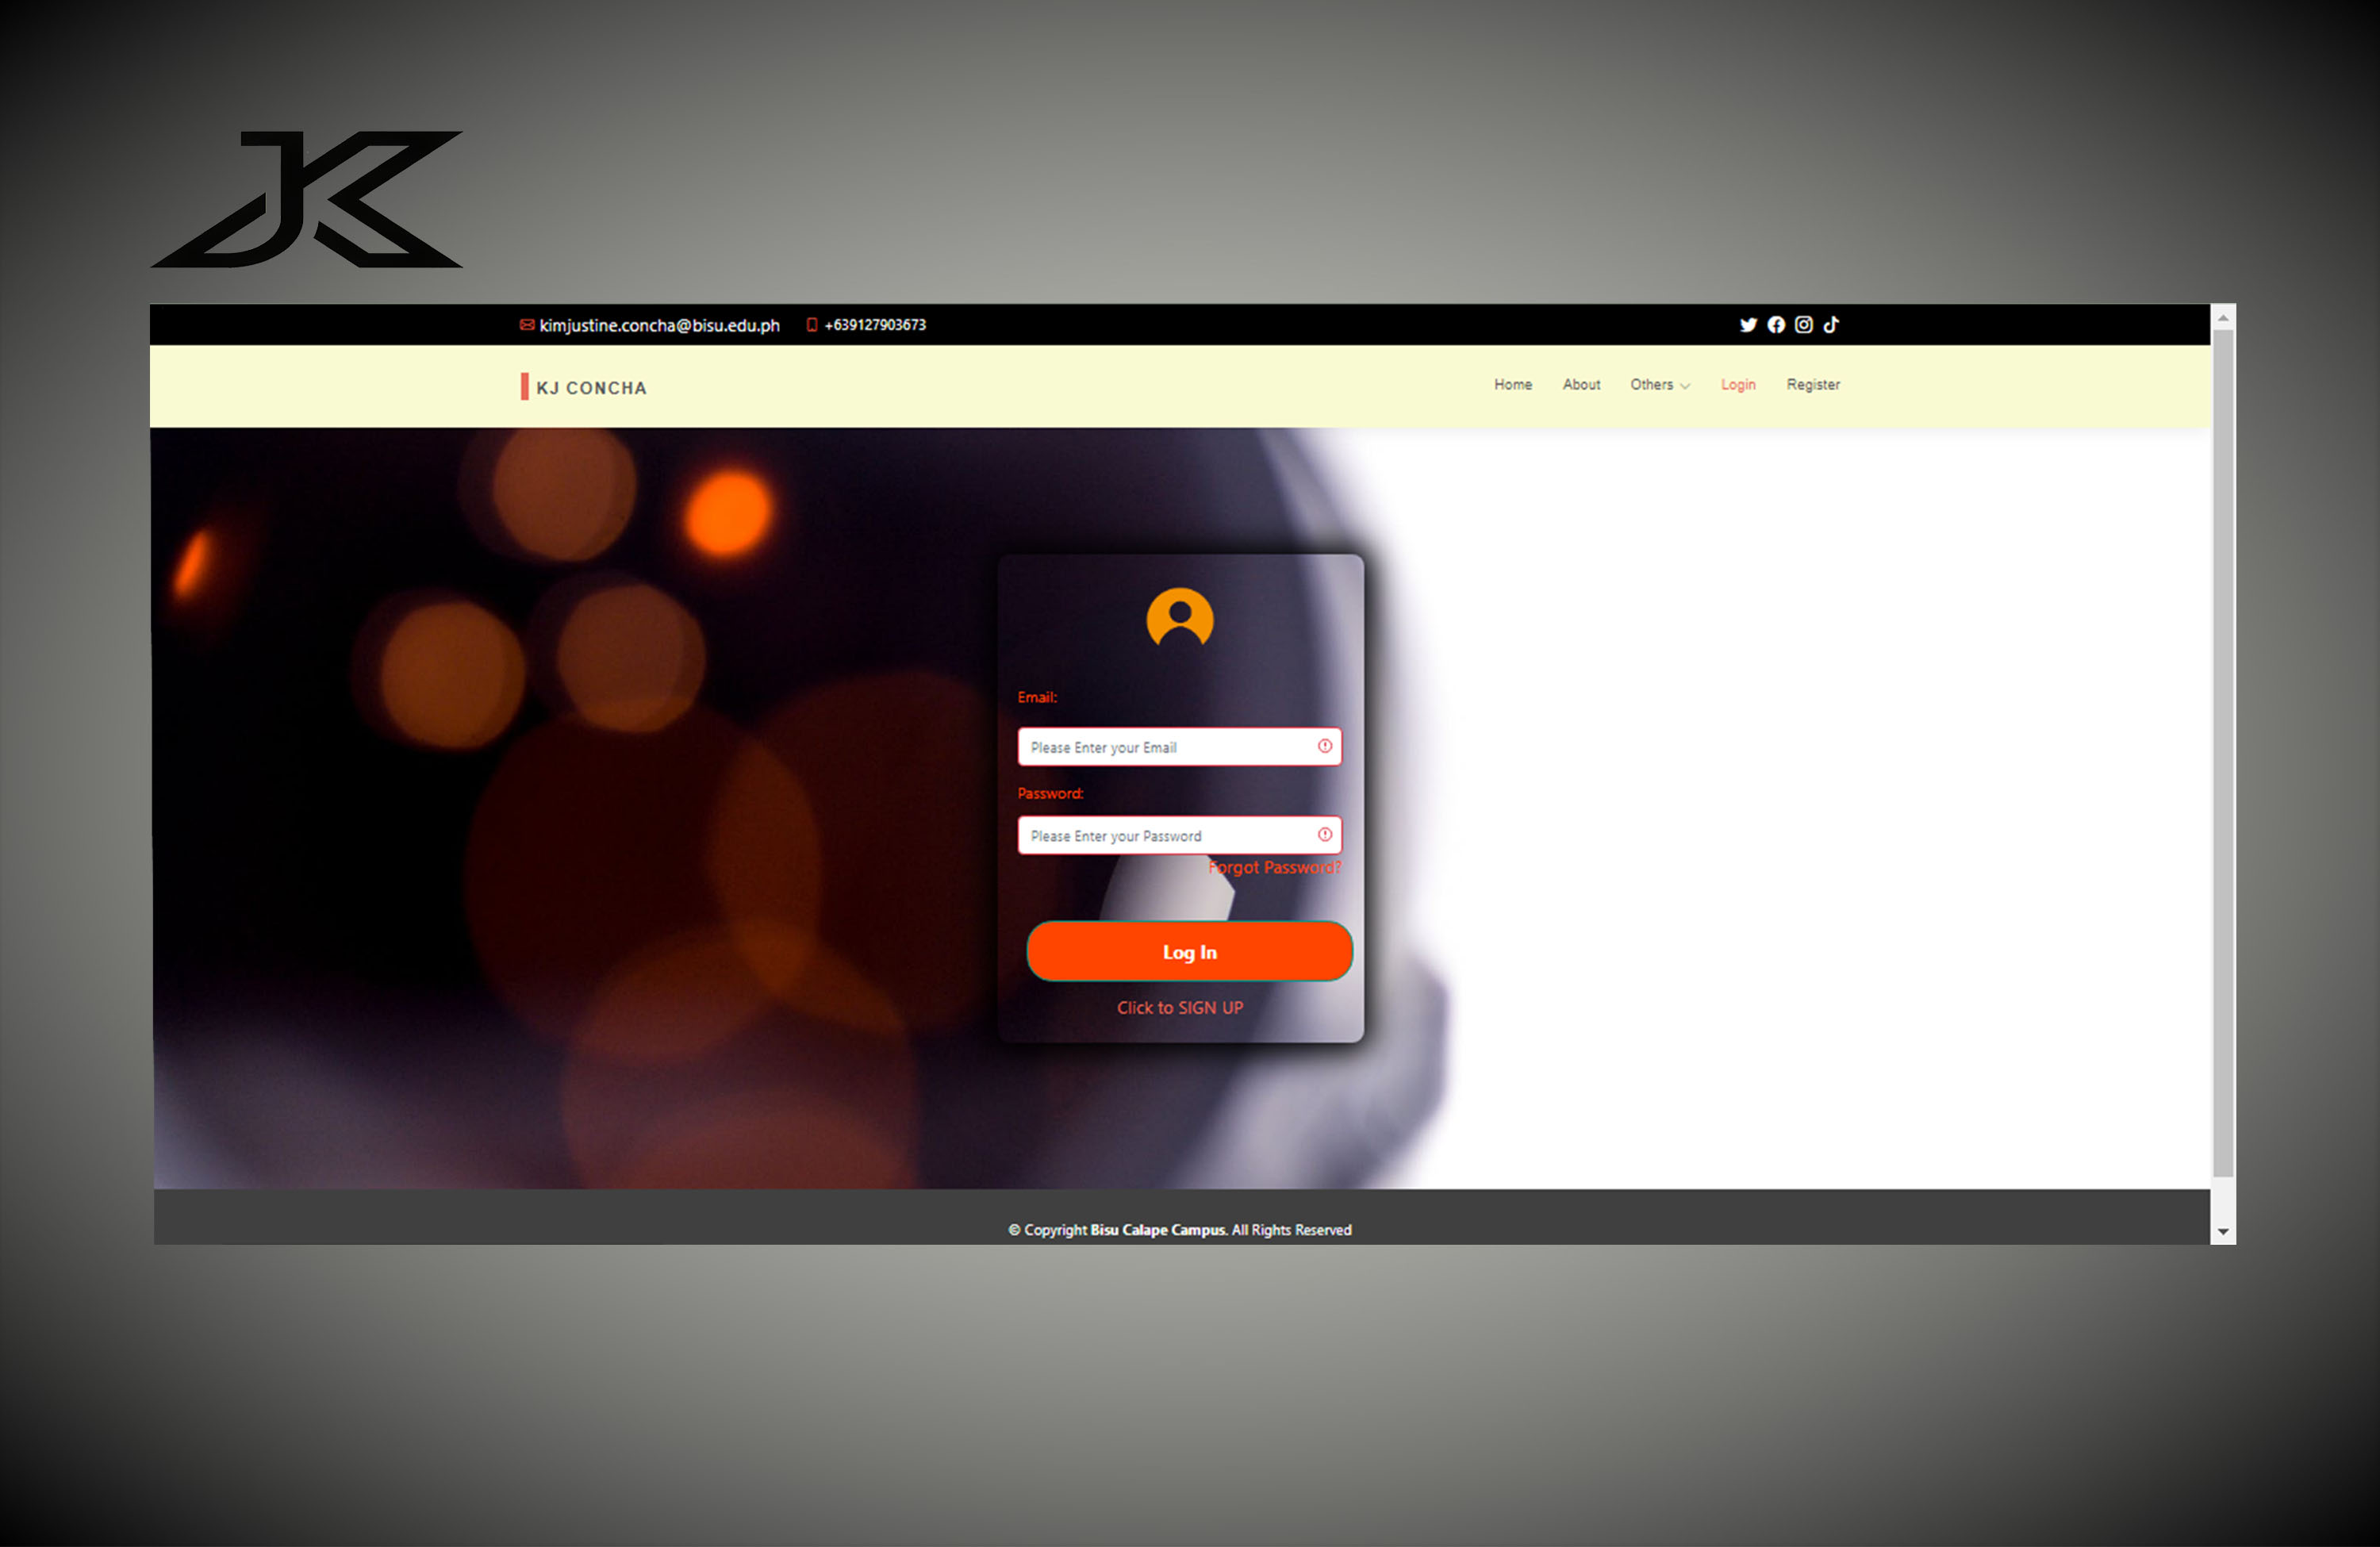 JK
kimjustine.concha@bisu.edu.ph +639127903673
KJ CONCHA
Home About Others Login Register
Email:
Please Enter your Email
Password:
Please Enter your Password
Forgot Password?
Log In
Click to SIGN UP
© Copyright Bisu Calape Campus. All Rights Reserved